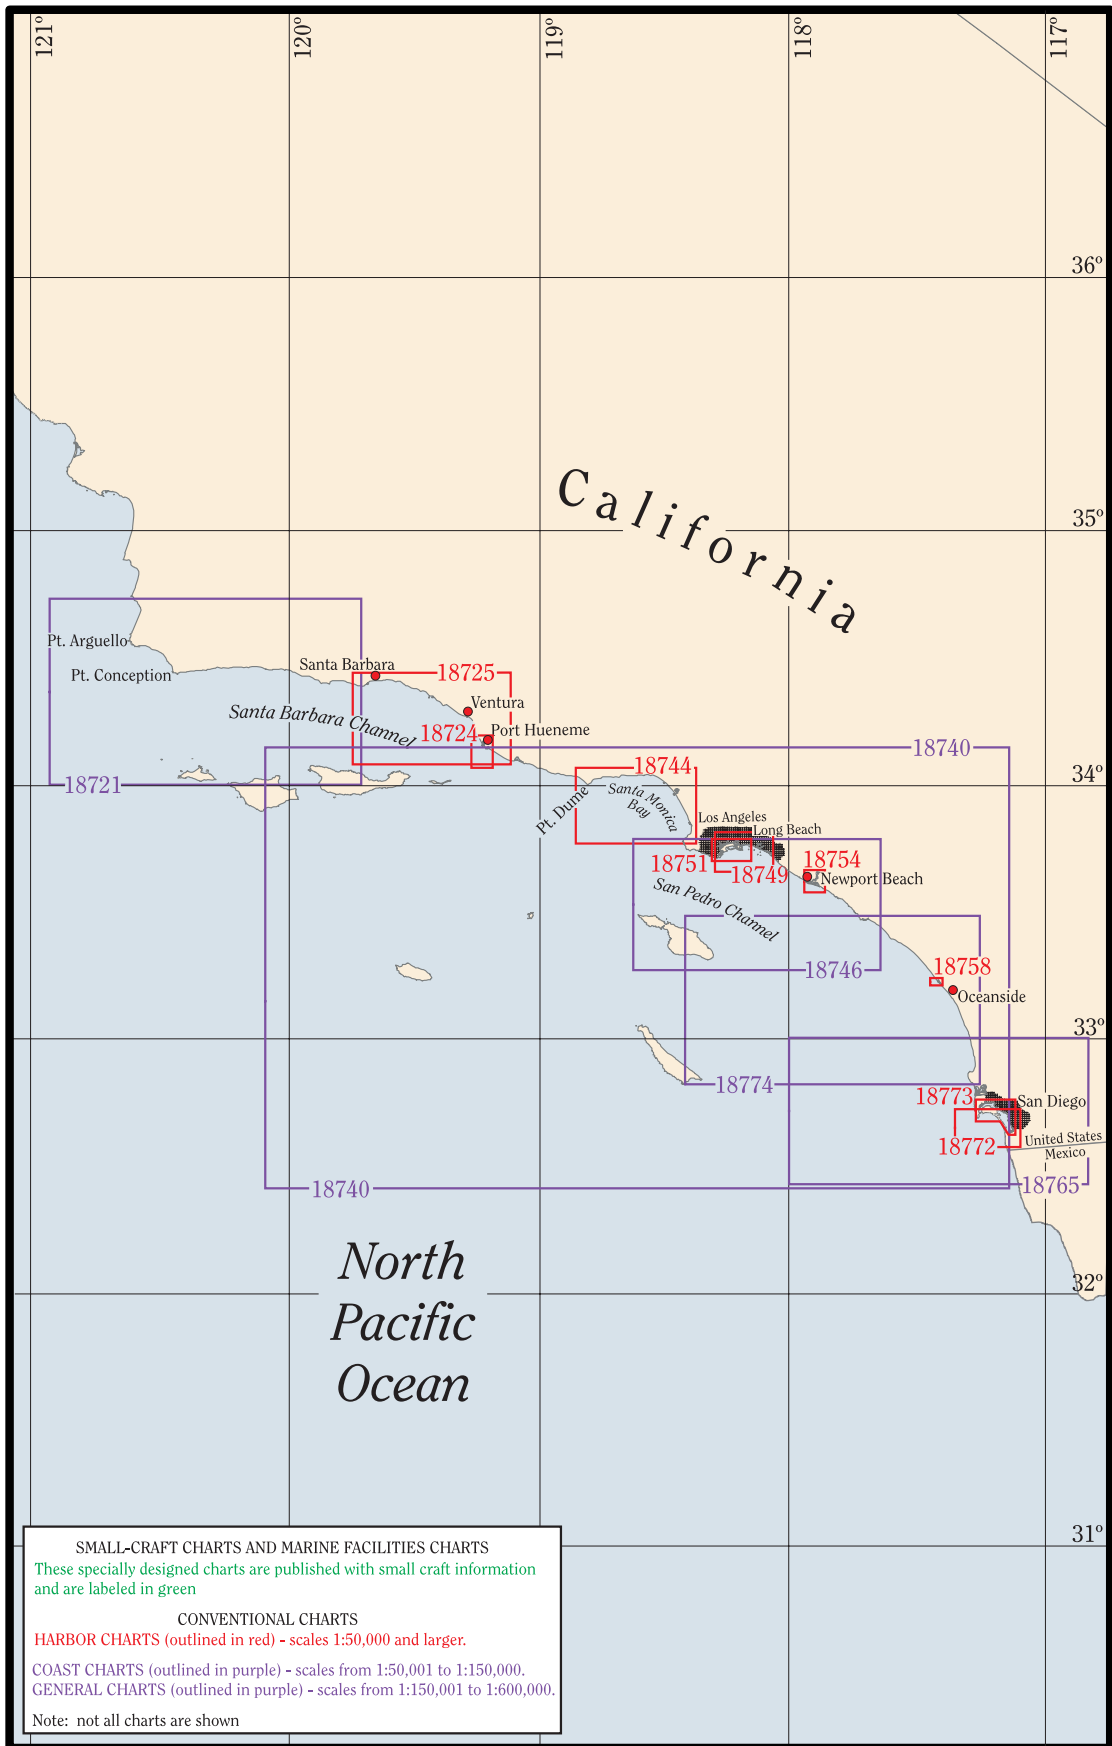 121°
120°
119°
118°
117°
36°
35°
California
Pt. Arguello
Pt. Conception
Santa Barbara
18725
Ventura
Santa Barbara Channel
18724
Port Hueneme
18740
18744
34°
18721
Pt. Dume
Santa Monica
Bay
Los Angeles
Long Beach
18751
18749
18754
Newport Beach
San Pedro Channel
18746
18758
Oceanside
33°
18774
18773
San Diego
18772
United States
Mexico
18740
18765
North
Pacific
Ocean
32°
31°
SMALL-CRAFT CHARTS AND MARINE FACILITIES CHARTS
These specially designed charts are published with small craft information
and are labeled in green
CONVENTIONAL CHARTS
HARBOR CHARTS (outlined in red) - scales 1:50,000 and larger.
COAST CHARTS (outlined in purple) - scales from 1:50,001 to 1:150,000.
GENERAL CHARTS (outlined in purple) - scales from 1:150,001 to 1:600,000.
Note: not all charts are shown